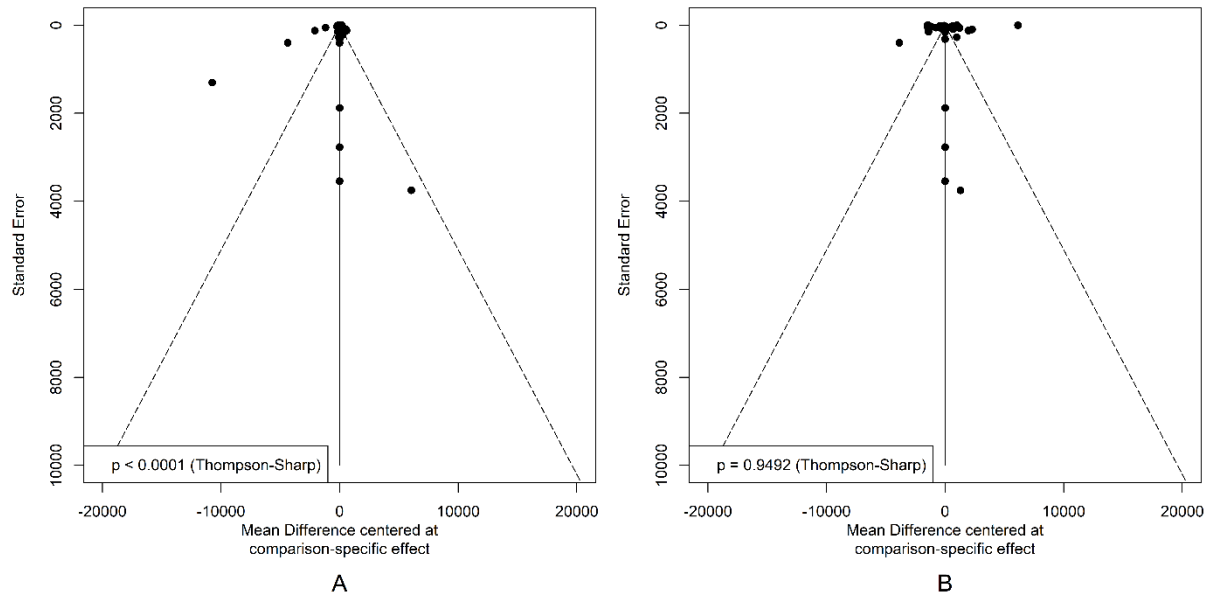 0
2000
4000
6000
8000
10000
Standard Error
p < 0.0001 (Thompson-Sharp)
-20000 -10000 0 10000 20000
Mean Difference centered at
comparison-specific effect
A
0
2000
4000
6000
8000
10000
Standard Error
p = 0.9492 (Thompson-Sharp)
-20000 -10000 0 10000 20000
Mean Difference centered at
comparison-specific effect
B